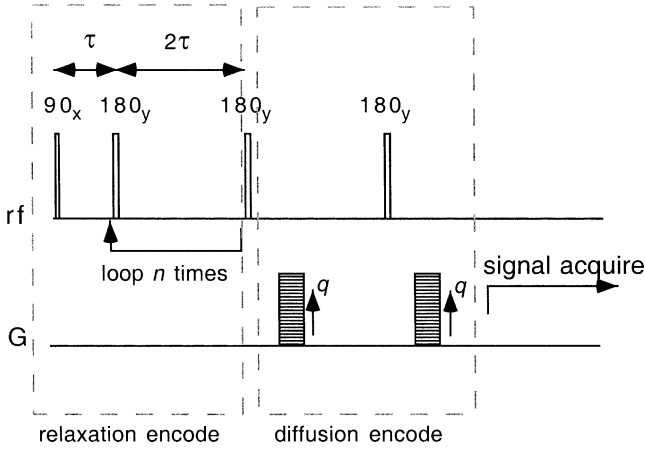 τ 2τ
90x 180y 180y 180y
rf
loop n times
q q signal acquire
G
relaxation encode diffusion encode